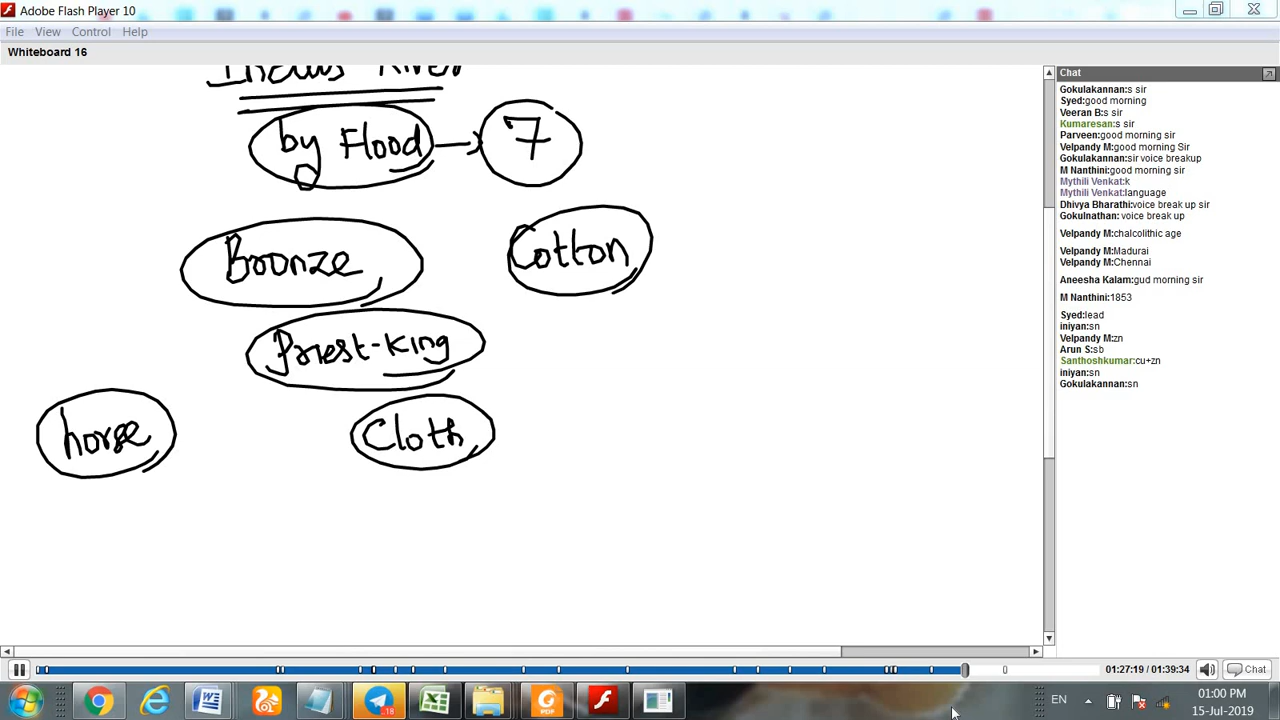 Adobe Flash Player 10
File View Control Help
Whiteboard 16
Indus River
by Flood → 7
Bronze
Cotton
Priest-King
horse
Cloth
Chat
Gokulakannan:s sir
Syed:good morning
Veeran B:s sir
Kumaresan:s sir
Parveen:good morning sir
Velpandy M:good morning Sir
Gokulakannan:sir voice breakup
M Nanthini:good morning sir
Mythili Venkat:k
Mythili Venkat:language
Dhivya Bharathi:voice break up sir
Gokulnathan: voice break up
Velpandy M:chalcolithic age
Velpandy M:Madurai
Velpandy M:Chennai
Aneesha Kalam:gud morning sir
M Nanthini:1853
Syed:lead
iniyan:sn
Velpandy M:zn
Arun S:sb
Santhoshkumar:cu+zn
iniyan:sn
Gokulakannan:sn
01:27:19 / 01:39:34
Chat
18
PDF
EN
01:00 PM
15-Jul-2019